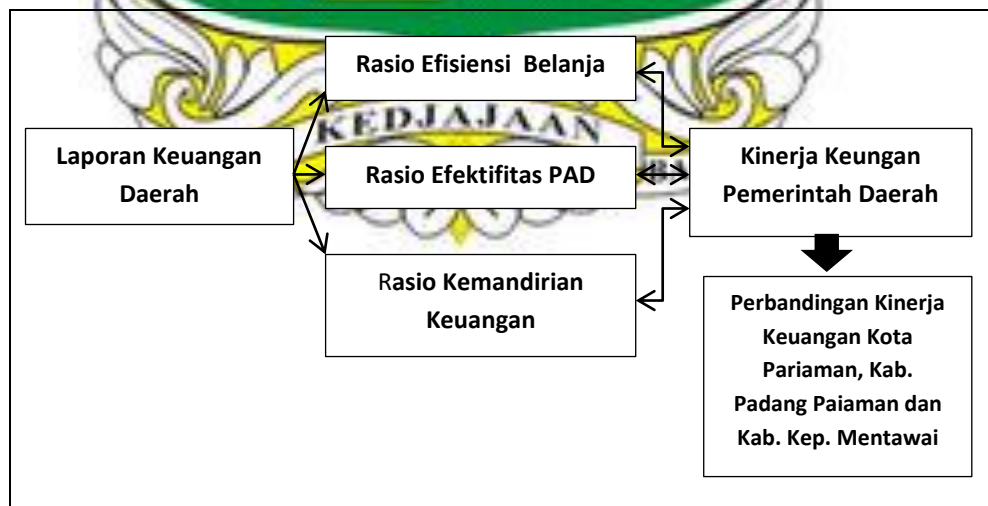 Rasio Efisiensi Belanja
KEDJAJAAN
Laporan Keuangan
Daerah
Rasio Efektifitas PAD
BA
Kinerja Keungan
Pemerintah Daerah
Rasio Kemandirian
Keuangan
Perbandingan Kinerja
Keuangan Kota
Pariaman, Kab.
Padang Paiaman dan
Kab. Kep. Mentawai